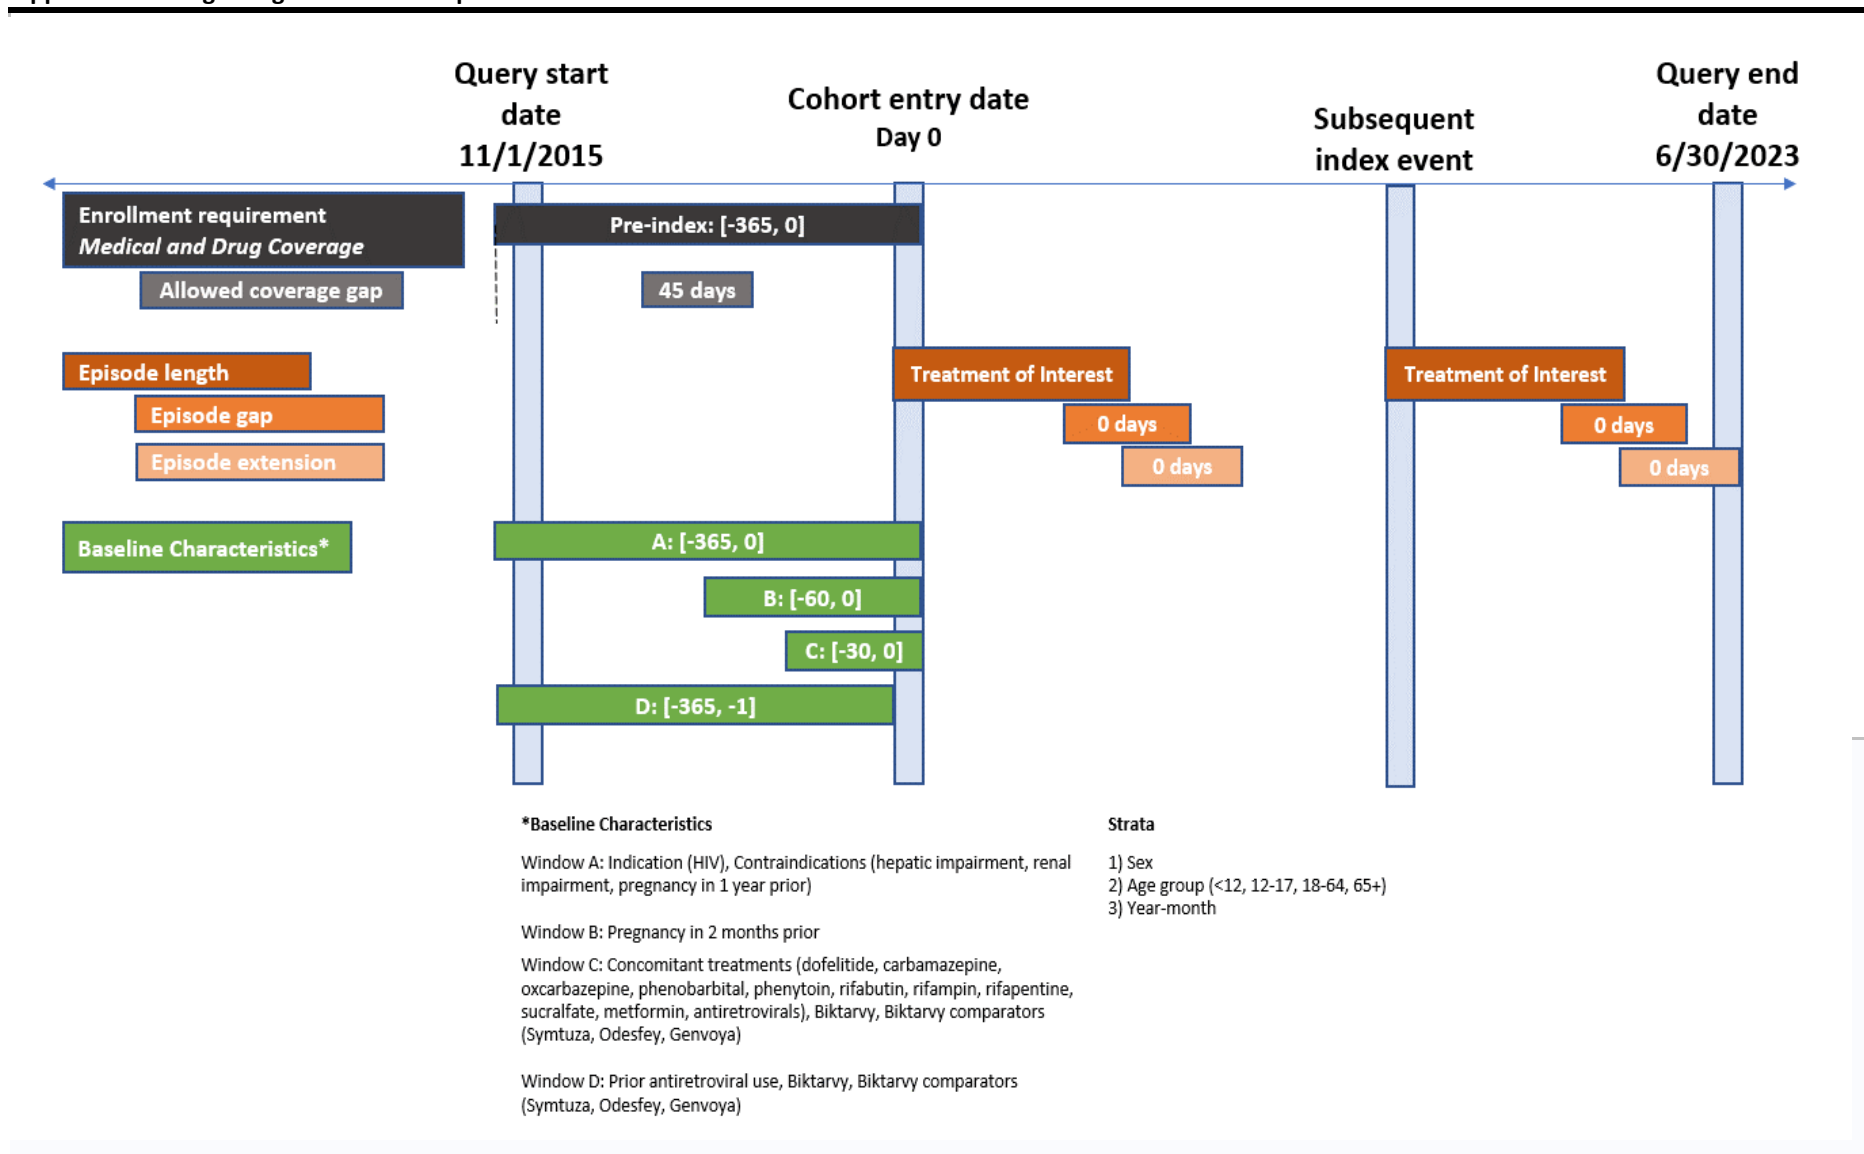 Query start
date
11/1/2015
Cohort entry date
Day 0
Subsequent
index event
Query end
date
6/30/2023
Enrollment requirement
Medical and Drug Coverage
Pre-index: [-365, 0]
Allowed coverage gap
45 days
Episode length
Treatment of Interest
Treatment of Interest
Episode gap
0 days
0 days
Episode extension
0 days
0 days
Baseline Characteristics*
A: [-365, 0]
B: [-60, 0]
C: [-30, 0]
D: [-365, -1]
*Baseline Characteristics
Window A: Indication (HIV), Contraindications (hepatic impairment, renal
impairment, pregnancy in 1 year prior)
Window B: Pregnancy in 2 months prior
Window C: Concomitant treatments (dofelitide, carbamazepine,
oxcarbazepine, phenobarbital, phenytoin, rifabutin, rifampin, rifapentine,
sucralfate, metformin, antiretrovirals), Biktarvy, Biktarvy comparators
(Symtuza, Odesfey, Genvoya)
Window D: Prior antiretroviral use, Biktarvy, Biktarvy comparators
(Symtuza, Odesfey, Genvoya)
Strata
1) Sex
2) Age group (<12, 12-17, 18-64, 65+)
3) Year-month